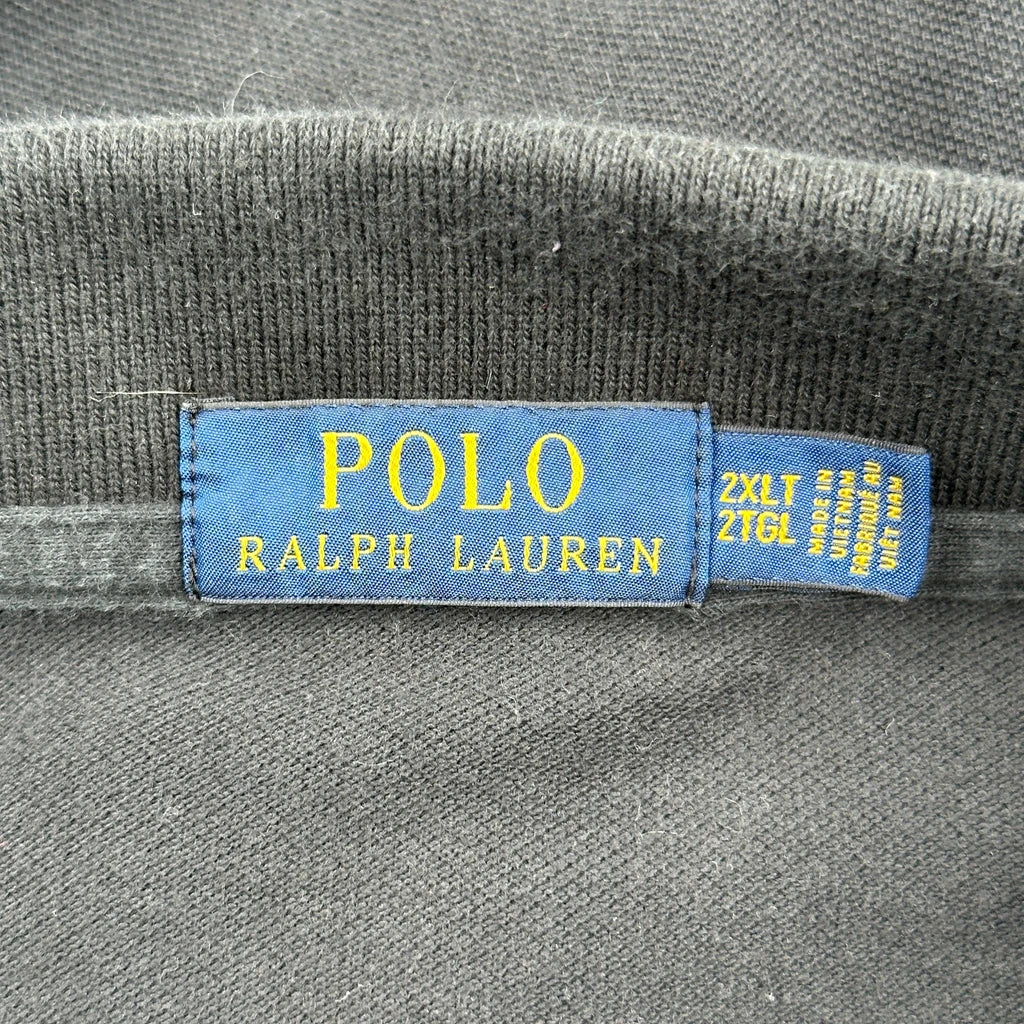 POLO
RALPH LAUREN
2XLT
2TGL
MADE IN
VIETNAM
FABRIQUÉ AU
VIÊT NAM